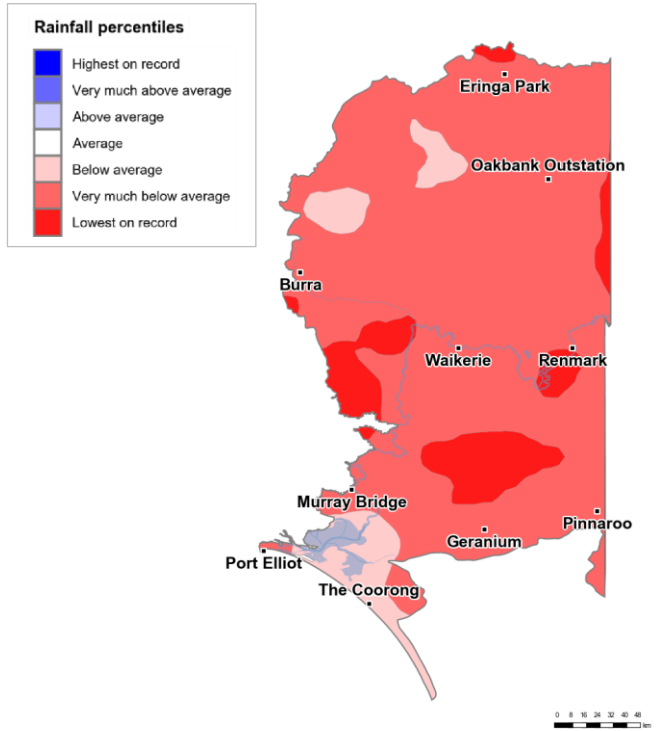 Rainfall percentiles
Highest on record
Very much above average
Above average
Average
Below average
Very much below average
Lowest on record
Eringa Park
Oakbank Outstation
Burra
Waikerie
Renmark
Murray Bridge
Pinnaroo
Geranium
Port Elliot
The Coorong
0 8 16 24 32 40 48
km